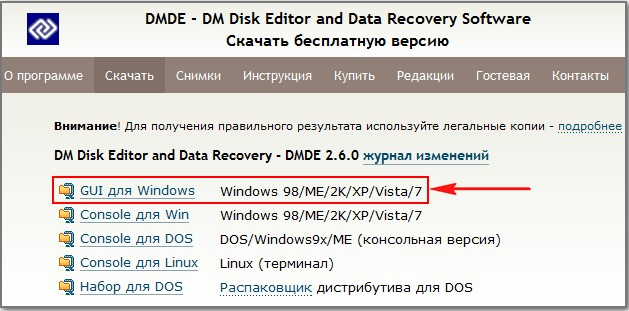 DMDE - DM Disk Editor and Data Recovery Software
Скачать бесплатную версию
О программе Скачать Снимки Инструкция Купить Редакции Гостевая Контакты
Внимание! Для получения правильного результата используйте легальные копии - подробнее
DM Disk Editor and Data Recovery - DMDE 2.6.0 журнал изменений
GUI для Windows Windows 98/ME/2K/XP/Vista/7
Console для Win Windows 98/ME/2K/XP/Vista/7
Console для DOS DOS/Windows9x/ME (консольная версия)
Console для Linux Linux (терминал)
Набор для DOS Распаковщик дистрибутива для DOS